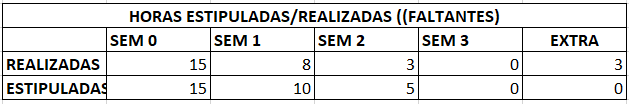 HORAS ESTIPULADAS/REALIZADAS ((FALTANTES)
SEM 0 SEM 1 SEM 2 SEM 3 EXTRA
REALIZADAS 15 8 3 0 3
ESTIPULADAS 15 10 5 0 0